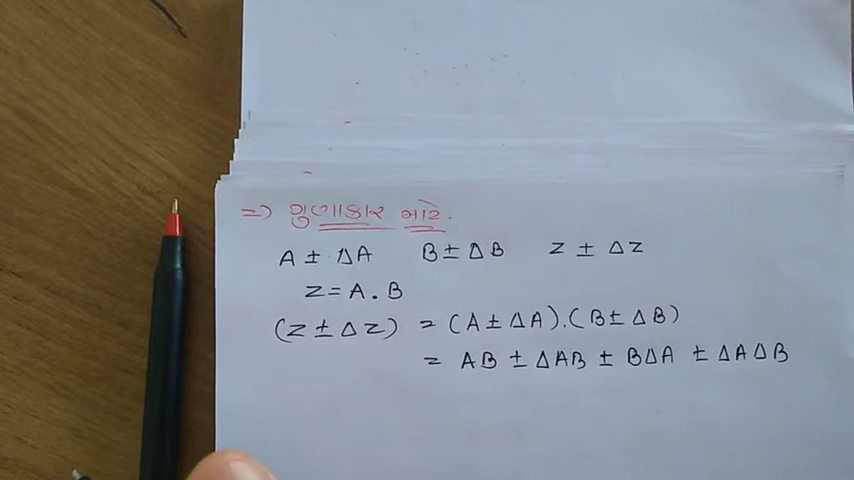 => ગુણાકાર માટે.
A ± ΔA B ± ΔB Z ± ΔZ
Z = A . B
(Z ± ΔZ) = (A ± ΔA).(B ± ΔB)
= AB ± ΔAB ± BΔA ± ΔAΔB